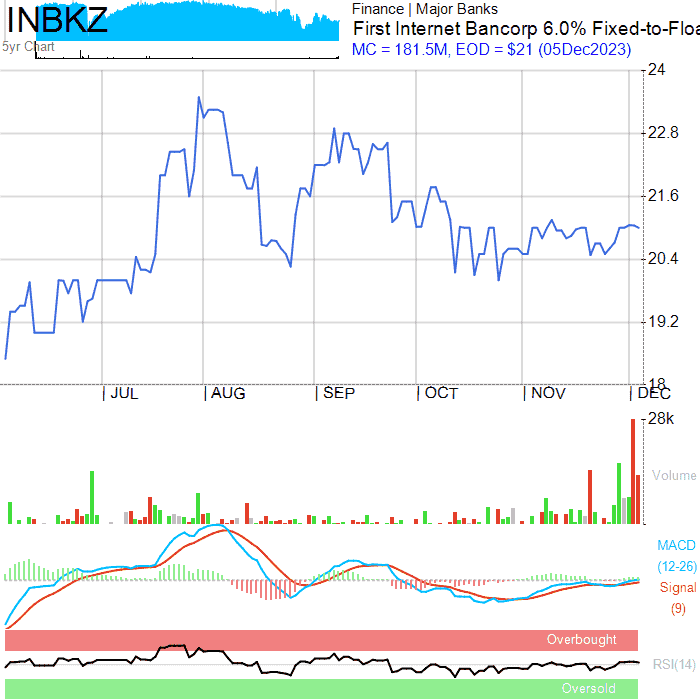 INBKZ
5yr Chart
Finance | Major Banks
First Internet Bancorp 6.0% Fixed-to-Floa
MC = 181.5M, EOD = $21 (05Dec2023)
24
22.8
21.6
20.4
19.2
18
| JUL | AUG | SEP | OCT | NOV | DEC
28k
Volume
MACD
(12-26)
Signal
(9)
Overbought
RSI(14)
Oversold